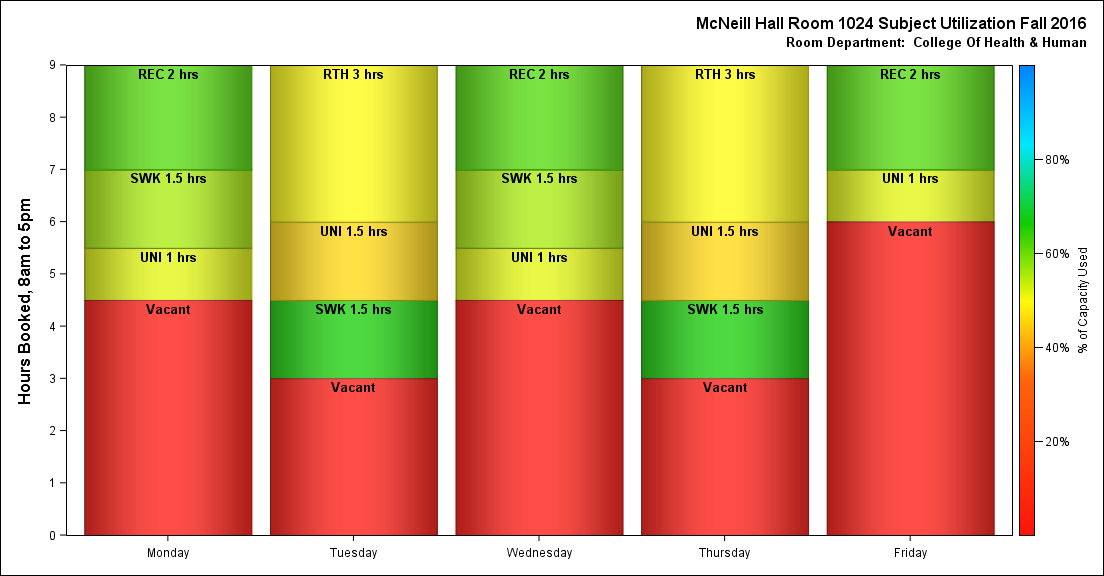 McNeill Hall Room 1024 Subject Utilization Fall 2016
Room Department:  College Of Health & Human
Hours Booked, 8am to 5pm
9
8
7
6
5
4
3
2
1
0
REC 2 hrs
SWK 1.5 hrs
UNI 1 hrs
Vacant
Monday
RTH 3 hrs
UNI 1.5 hrs
SWK 1.5 hrs
Vacant
Tuesday
REC 2 hrs
SWK 1.5 hrs
UNI 1 hrs
Vacant
Wednesday
RTH 3 hrs
UNI 1.5 hrs
SWK 1.5 hrs
Vacant
Thursday
REC 2 hrs
UNI 1 hrs
Vacant
Friday
80%
60%
40%
20%
% of Capacity Used